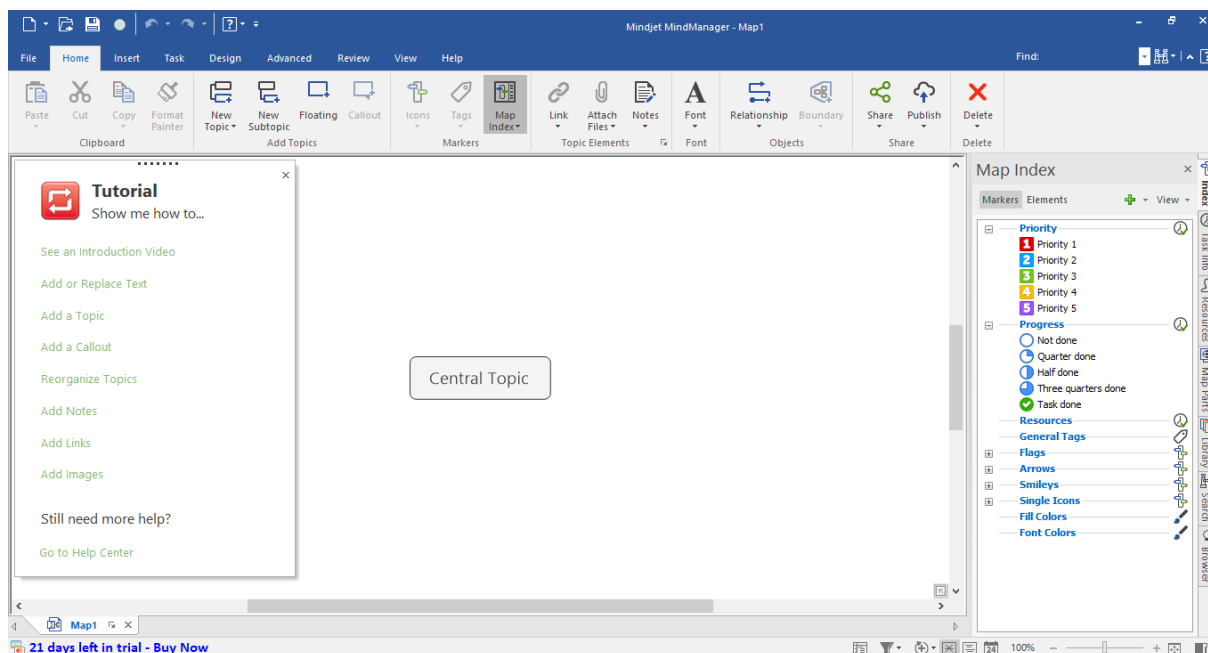 Mindjet MindManager - Map1
File Home Insert Task Design Advanced Review View Help Find:
Paste Cut Copy Format Painter
Clipboard
New Topic New Subtopic Floating Callout
Add Topics
Icons Tags Map Index
Markers
Link Attach Files Notes
Topic Elements
Font
Font
Relationship Boundary
Objects
Share Publish
Share
Delete
Delete
Tutorial
Show me how to...
See an Introduction Video
Add or Replace Text
Add a Topic
Add a Callout
Reorganize Topics
Add Notes
Add Links
Add Images
Still need more help?
Go to Help Center
Central Topic
Map Index
Markers Elements View
Priority
1 Priority 1
2 Priority 2
3 Priority 3
4 Priority 4
5 Priority 5
Progress
Not done
Quarter done
Half done
Three quarters done
Task done
Resources
General Tags
Flags
Arrows
Smileys
Single Icons
Fill Colors
Font Colors
Index
Task Info
Resources
Map Parts
Library
Search
Browser
Map1
21 days left in trial - Buy Now
24 100%